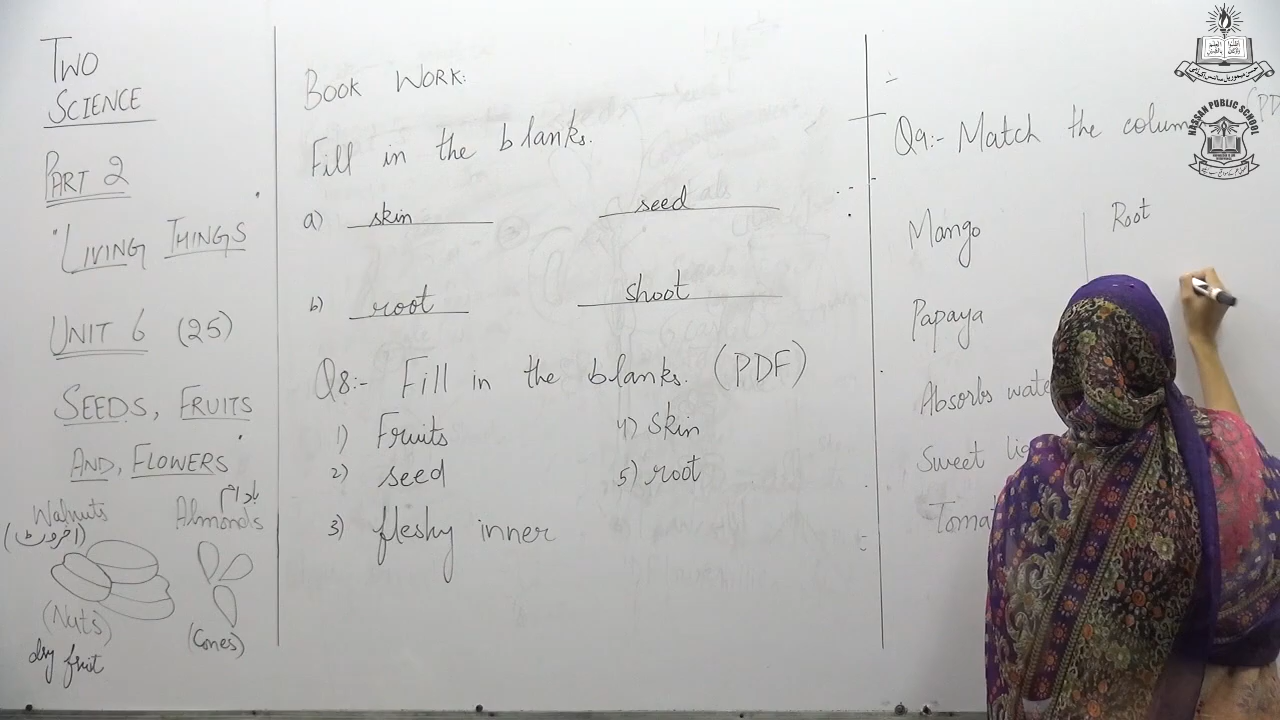 TWO
SCIENCE
PART 2
"LIVING THINGS
UNIT 6 (25)
SEEDS, FRUITS
AND, FLOWERS
Walnuts
(اخروٹ)
بادام
Almonds
(Nuts)
dry fruit
(Cones)
BOOK WORK:
Fill in the blanks.
a) skin seed
b) root shoot
Q8:- Fill in the blanks. (PDF)
1) Fruits
2) seed
3) fleshy inner
4) Skin
5) root
Q9:- Match the colum
Mango
Papaya
Absorbs wate
Sweet
Toma
Root
HASSAN PUBLIC SCHOOL